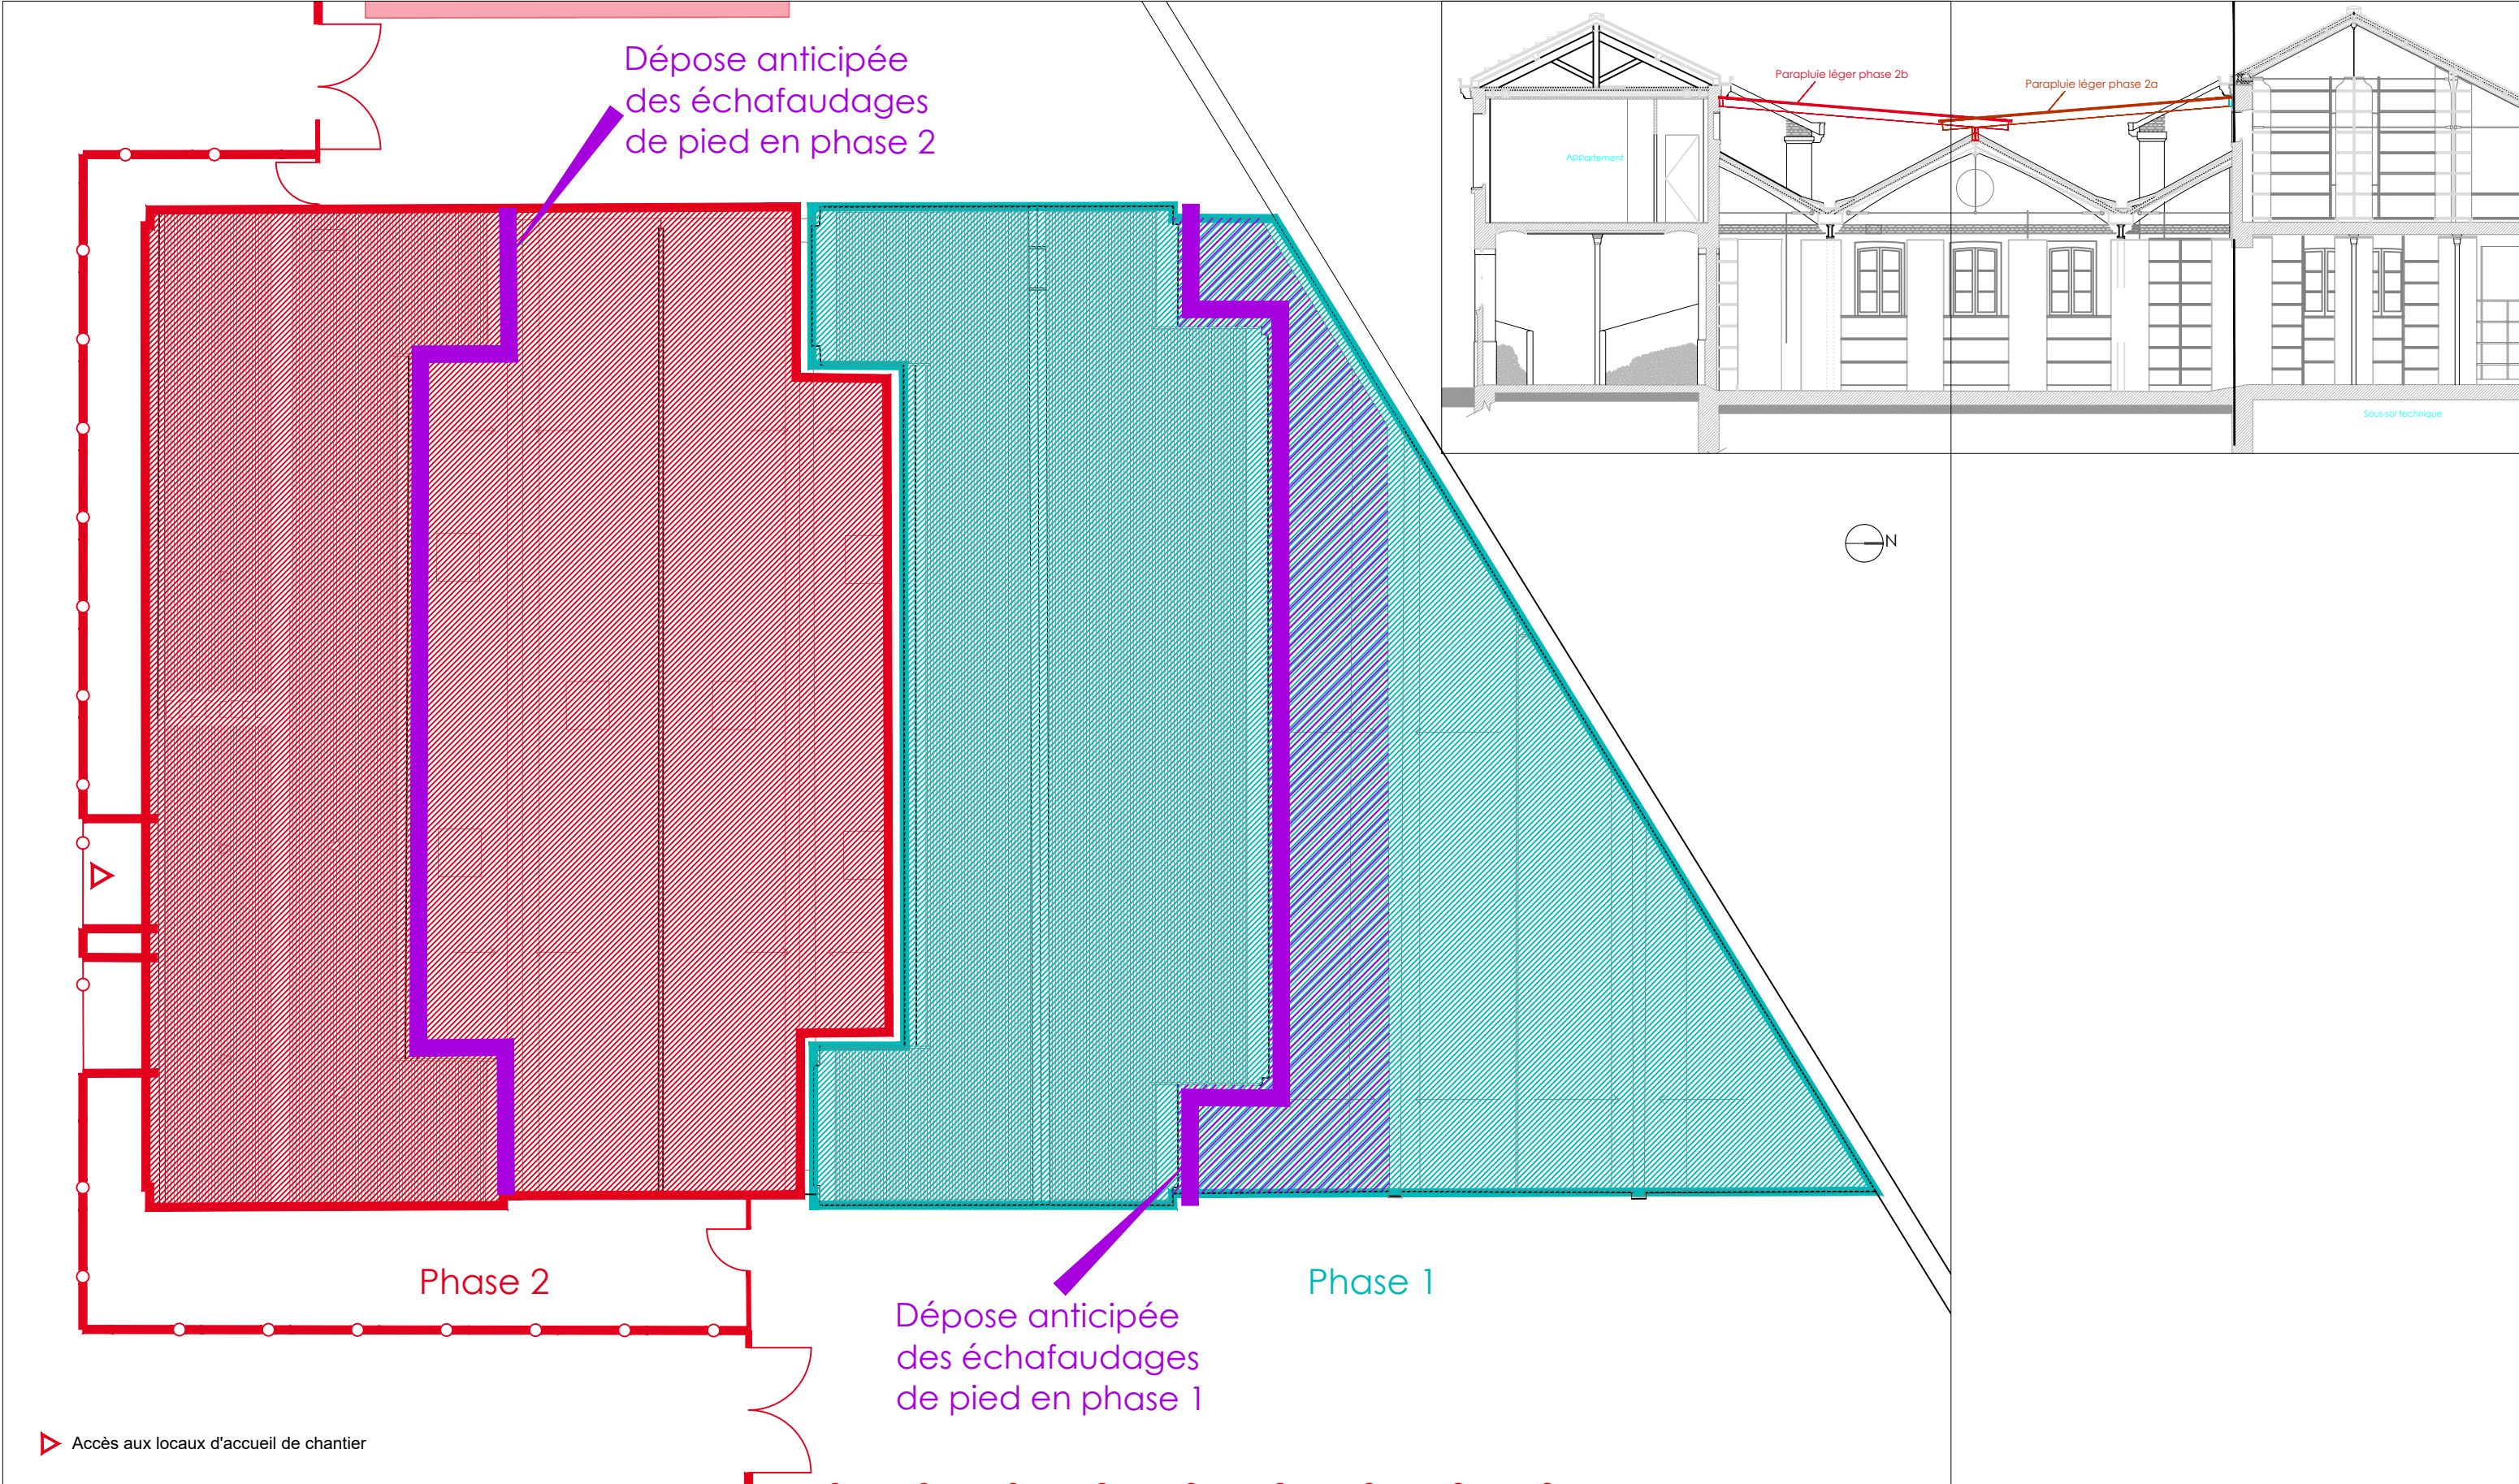 Dépose anticipée
des échafaudages
de pied en phase 2
Parapluie léger phase 2b
Parapluie léger phase 2a
Appartement
Sous-sol technique
N
Phase 2
Phase 1
Dépose anticipée
des échafaudages
de pied en phase 1
Accès aux locaux d'accueil de chantier